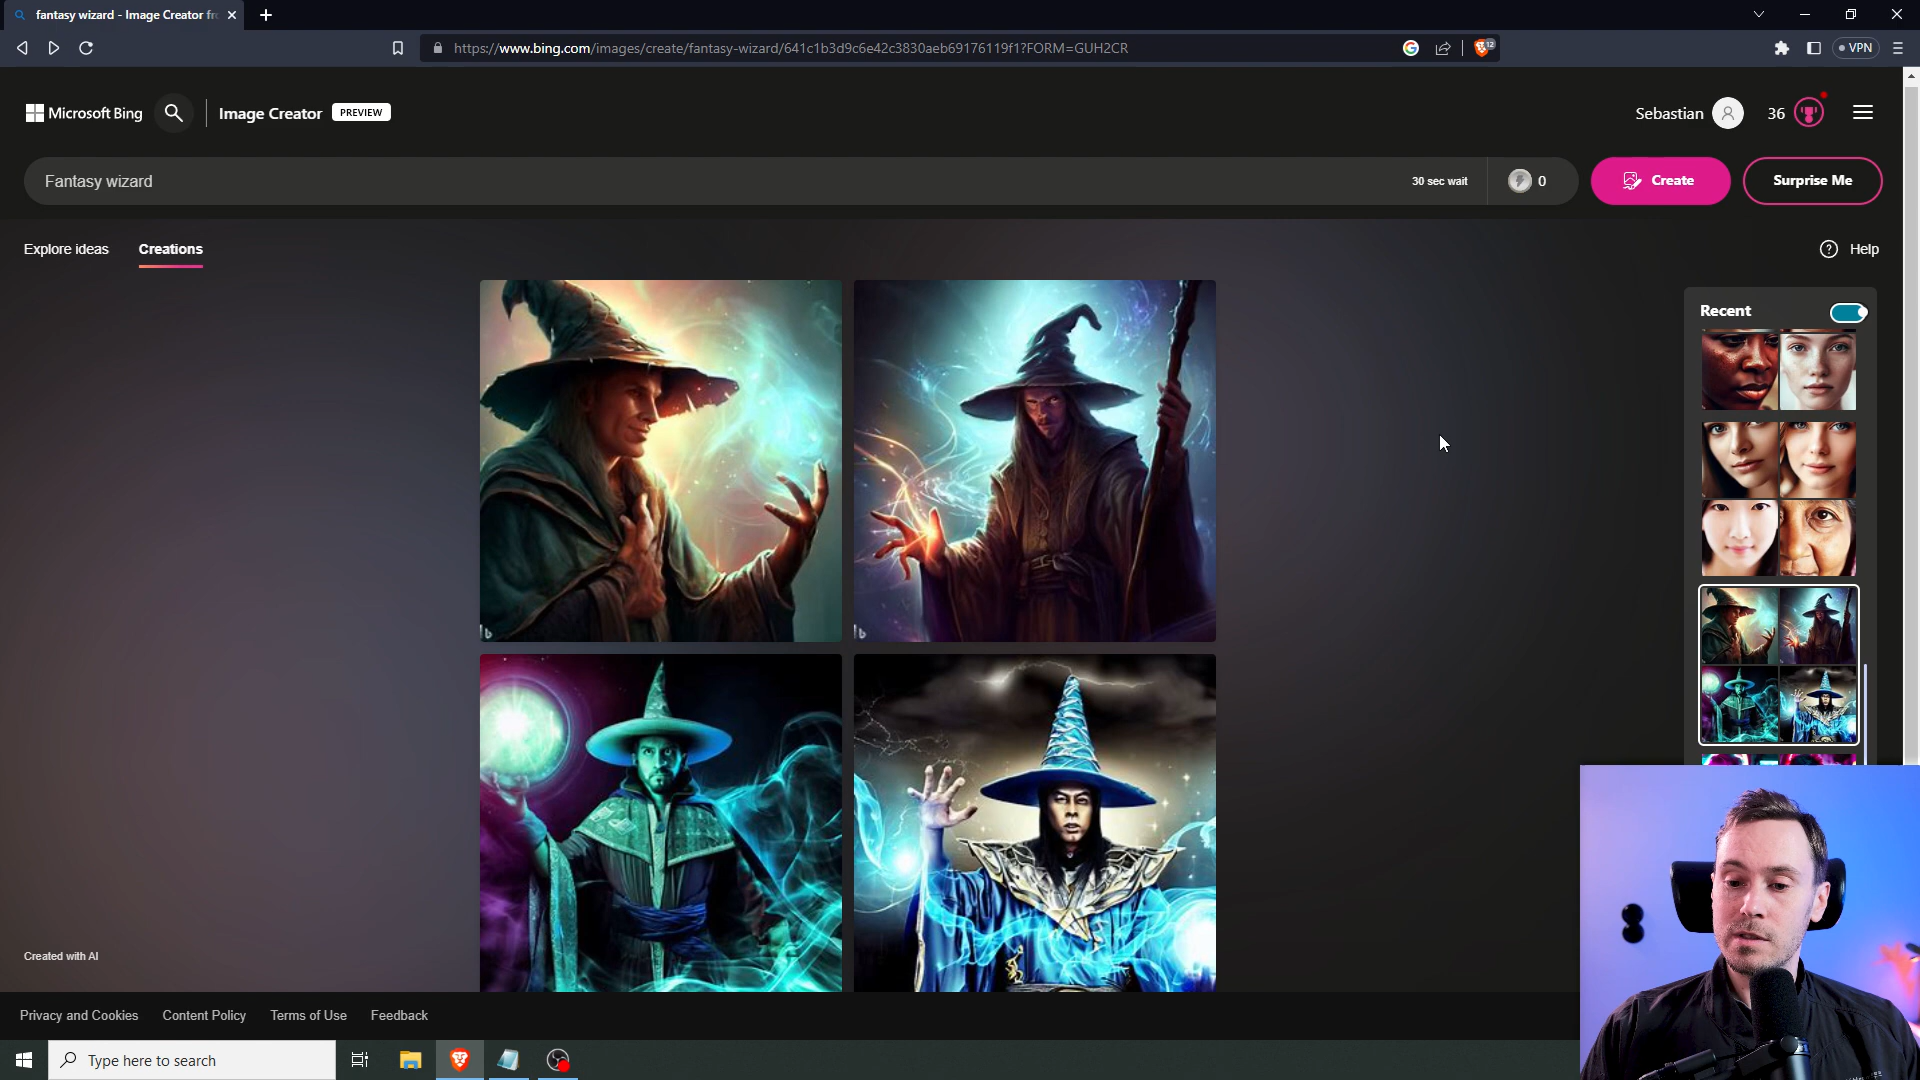 fantasy wizard - Image Creator fr
https://www.bing.com/images/create/fantasy-wizard/641c1b3d9c6e42c3830aeb69176119f1?FORM=GUH2CR
12
VPN
Microsoft Bing
Image Creator
PREVIEW
Sebastian
36
Fantasy wizard
30 sec wait
0
Create
Surprise Me
Explore ideas
Creations
? Help
Recent
b
b
Created with AI
Privacy and Cookies
Content Policy
Terms of Use
Feedback
Type here to search